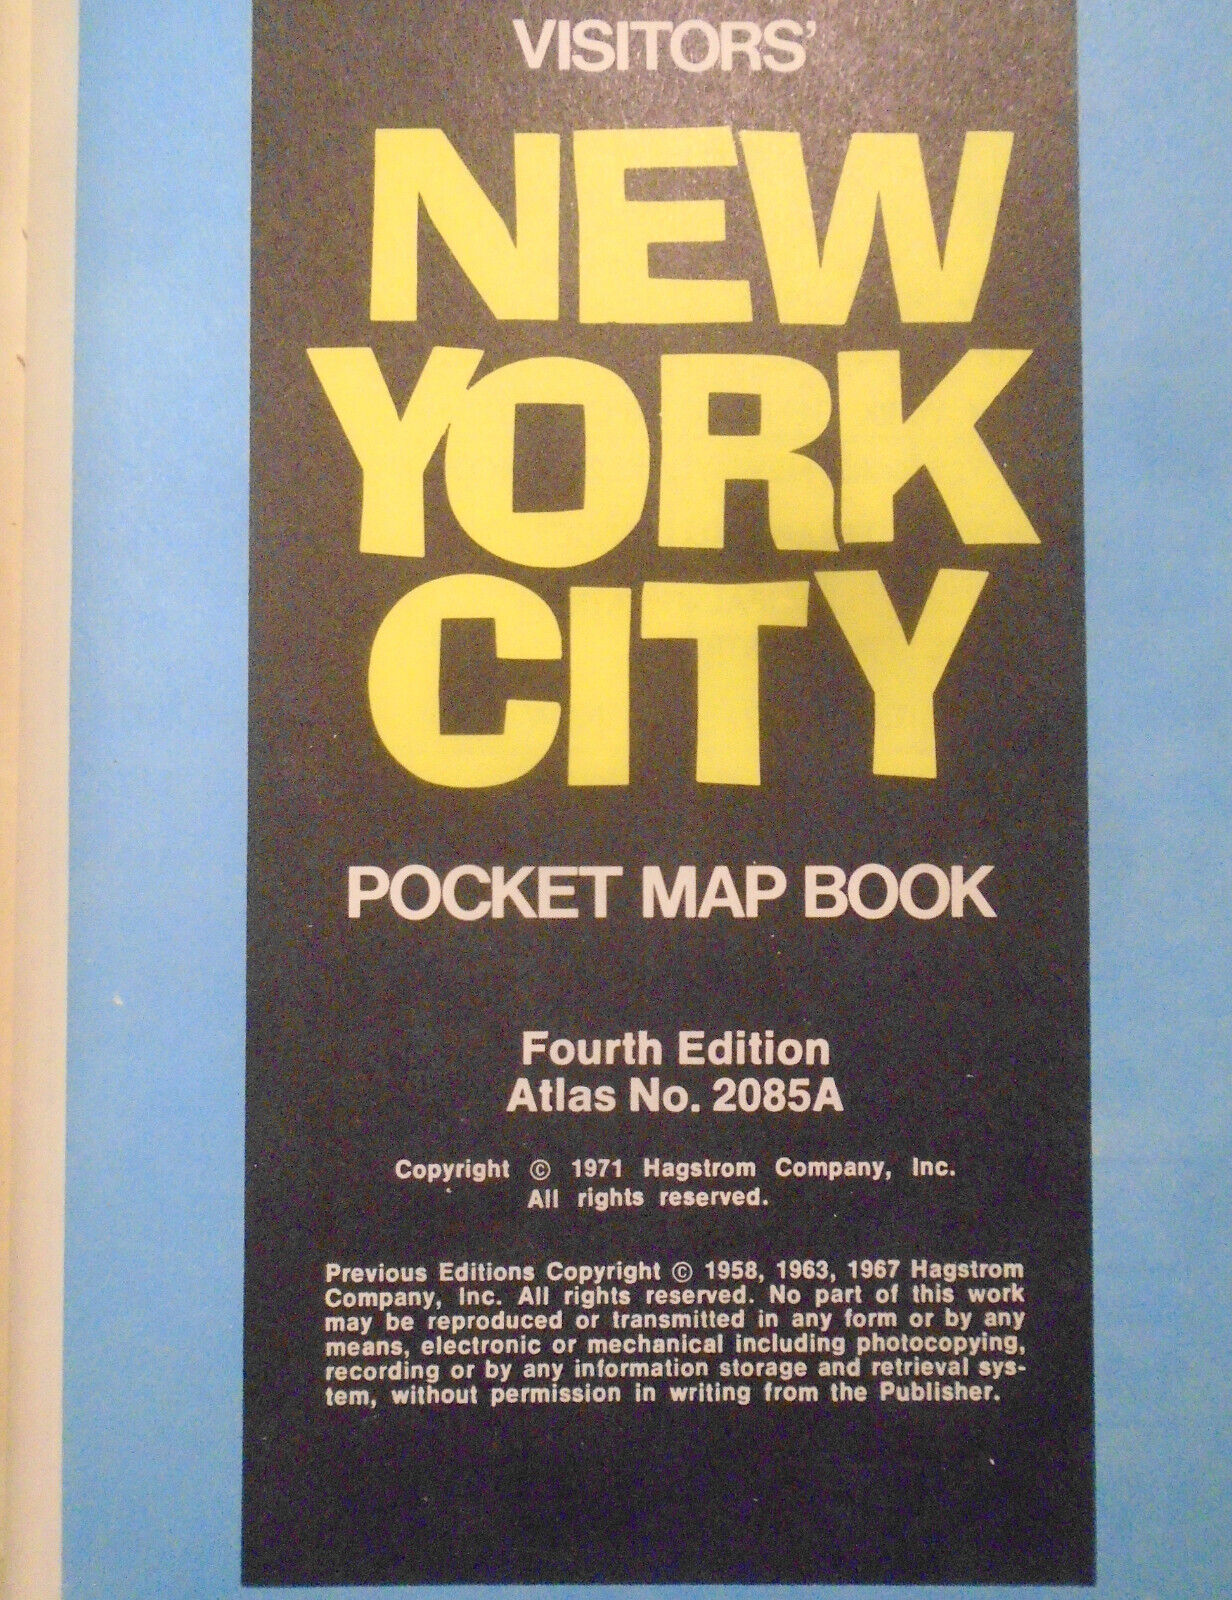 VISITORS'
NEW
YORK
CITY
POCKET MAP BOOK
Fourth Edition
Atlas No. 2085A
Copyright © 1971 Hagstrom Company, Inc.
All rights reserved.
Previous Editions Copyright © 1958, 1963, 1967 Hagstrom
Company, Inc. All rights reserved. No part of this work
may be reproduced or transmitted in any form or by any
means, electronic or mechanical including photocopying,
recording or by any information storage and retrieval sys-
tem, without permission in writing from the Publisher.